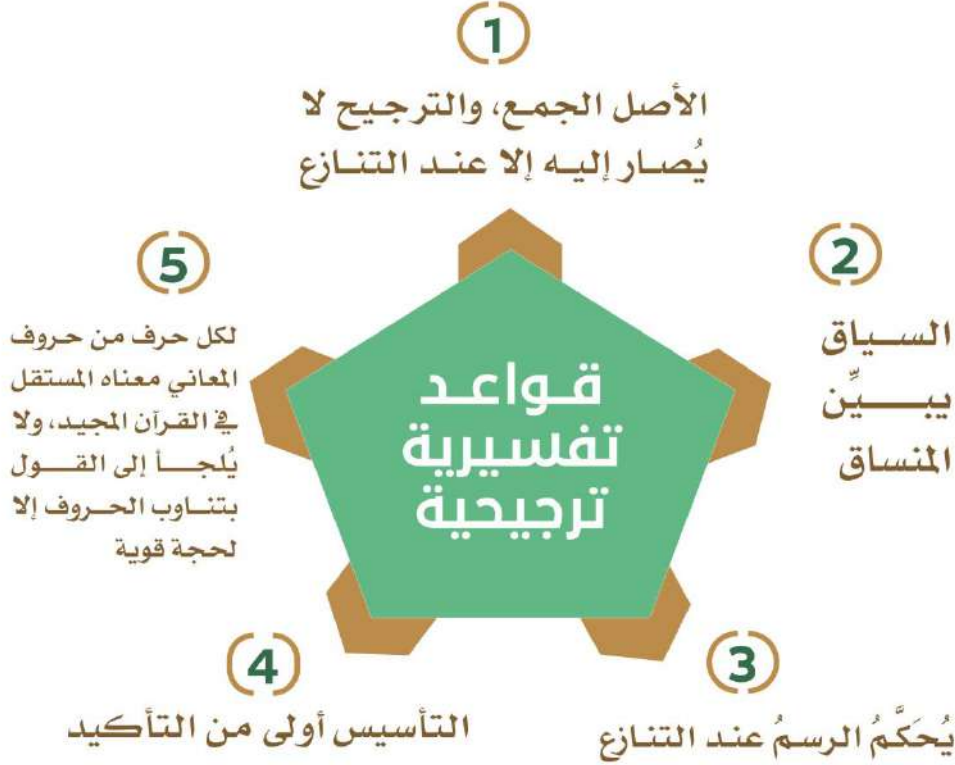 1
الأصل الجمع، والترجيح لا
يُصار إليه إلا عند التنازع
2
السياق
يبيِّن
المنساق
3
يُحَكَّمُ الرسمُ عند التنازع
4
التأسيس أولى من التأكيد
5
لكل حرف من حروف
المعاني معناه المستقل
في القرآن المجيد، ولا
يُلجأ إلى القول
بتناوب الحروف إلا
لحجة قوية
قواعد
تفسيرية
ترجيحية